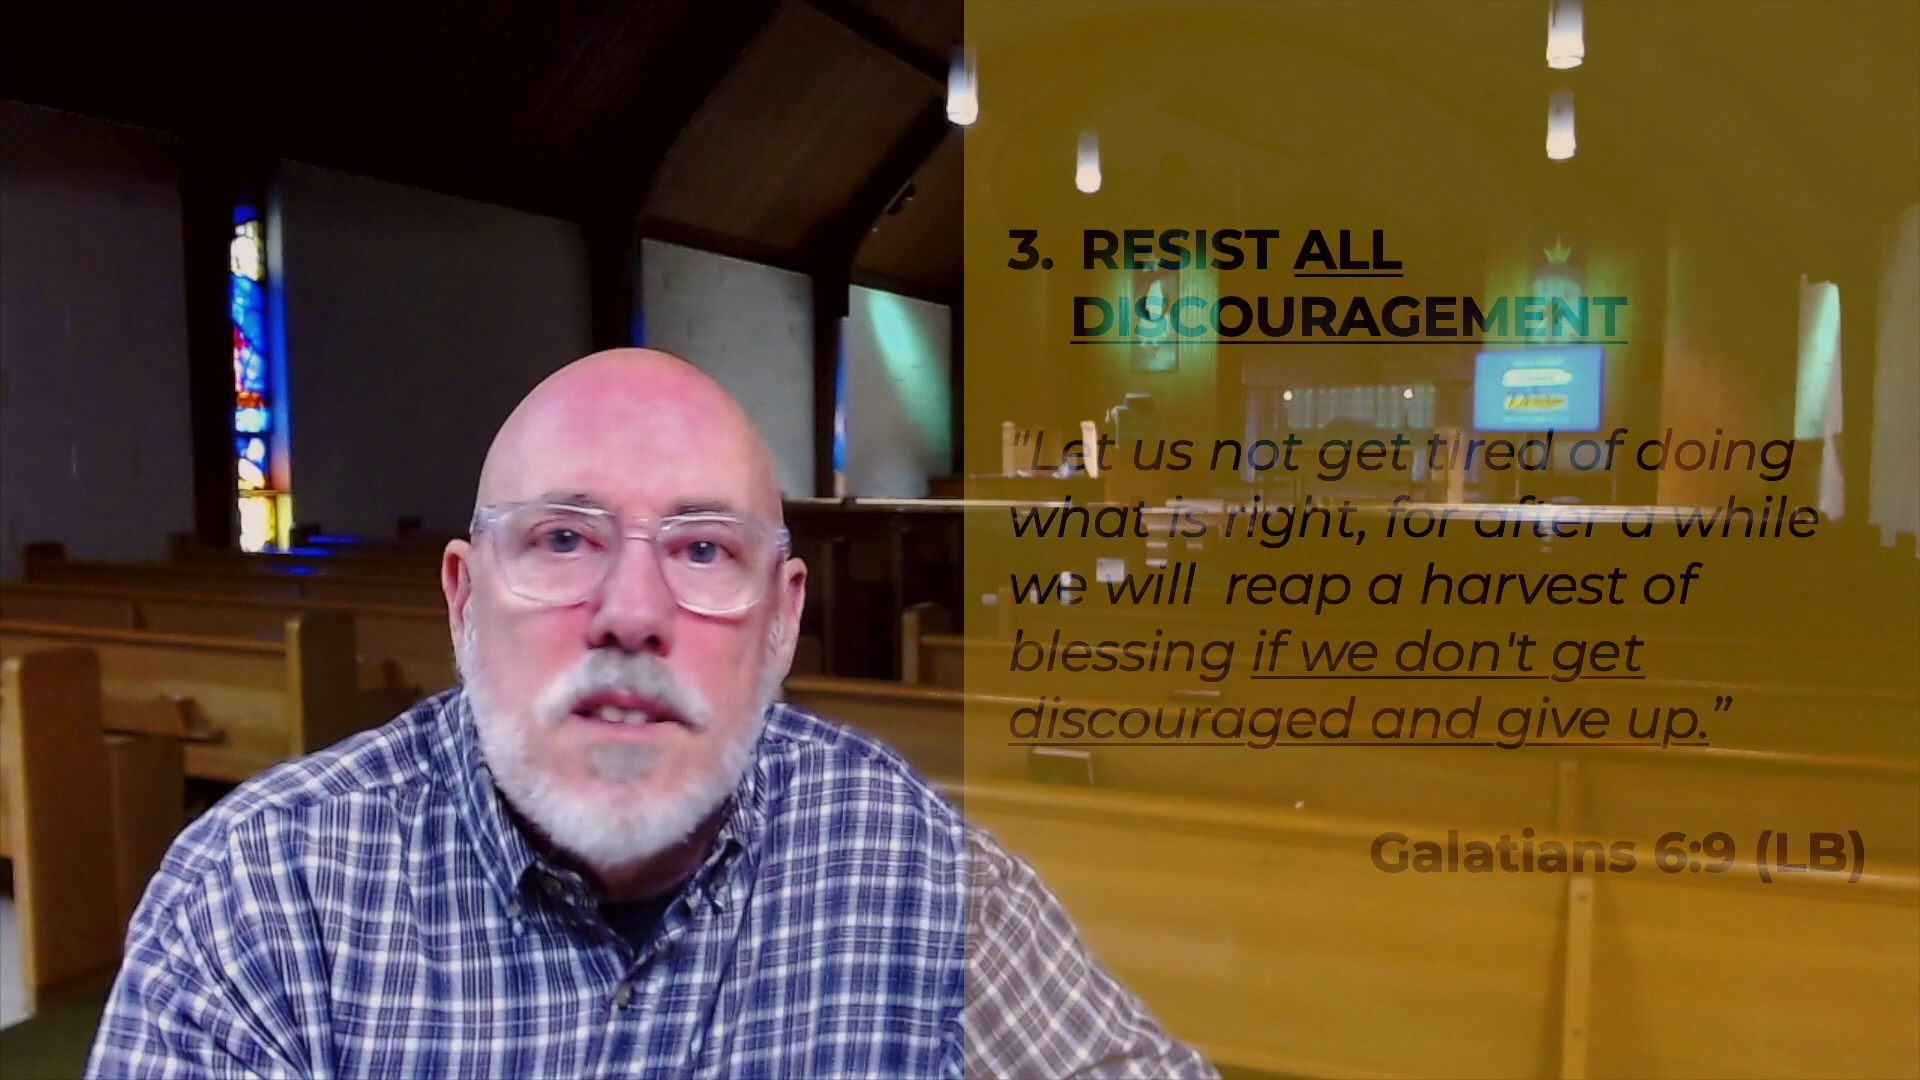 3. RESIST ALL
DISCOURAGEMENT
"Let us not get tired of doing
what is right, for after a while
we will reap a harvest of
blessing if we don't get
discouraged and give up.”
Galatians 6:9 (LB)